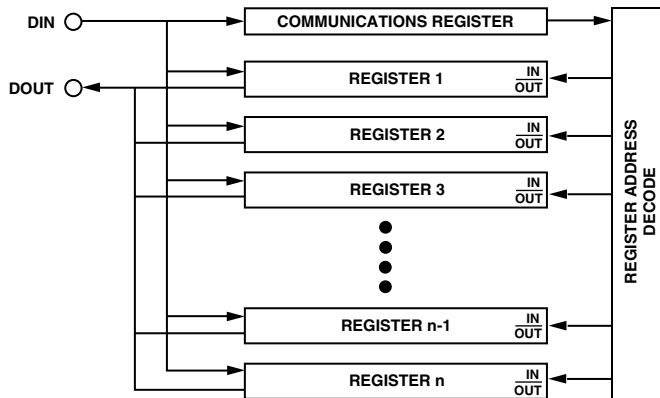 DIN
COMMUNICATIONS REGISTER
DOUT
REGISTER 1
IN
OUT
REGISTER 2
IN
OUT
REGISTER 3
IN
OUT
REGISTER n-1
IN
OUT
REGISTER n
IN
OUT
REGISTER ADDRESS
DECODE